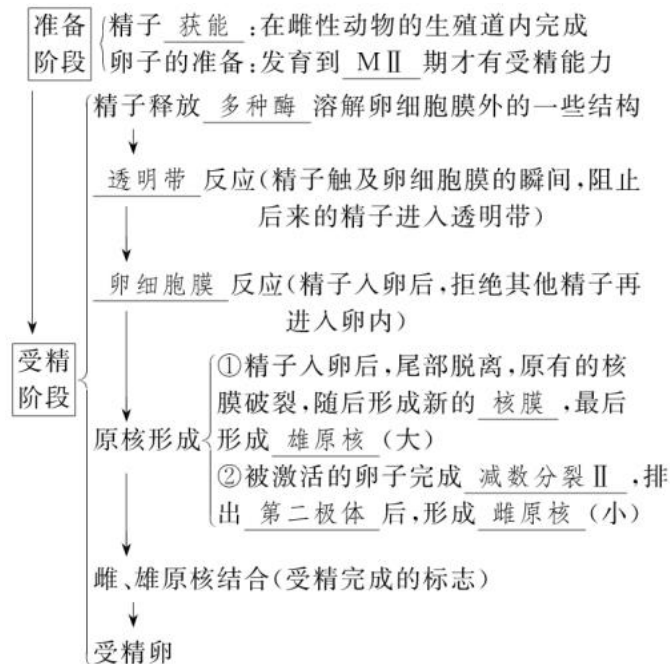 准备
阶段
精子 获能 :在雌性动物的生殖道内完成
卵子的准备:发育到 MⅡ 期才有受精能力
精子释放 多种酶 溶解卵细胞膜外的一些结构
透明带 反应(精子触及卵细胞膜的瞬间,阻止
后来的精子进入透明带)
卵细胞膜 反应(精子入卵后,拒绝其他精子再
进入卵内)
受精
阶段
原核形成
①精子入卵后,尾部脱离,原有的核
膜破裂,随后形成新的 核膜 ,最后
形成 雄原核 (大)
②被激活的卵子完成 减数分裂Ⅱ ,排
出 第二极体 后,形成 雌原核 (小)
雌、雄原核结合(受精完成的标志)
受精卵